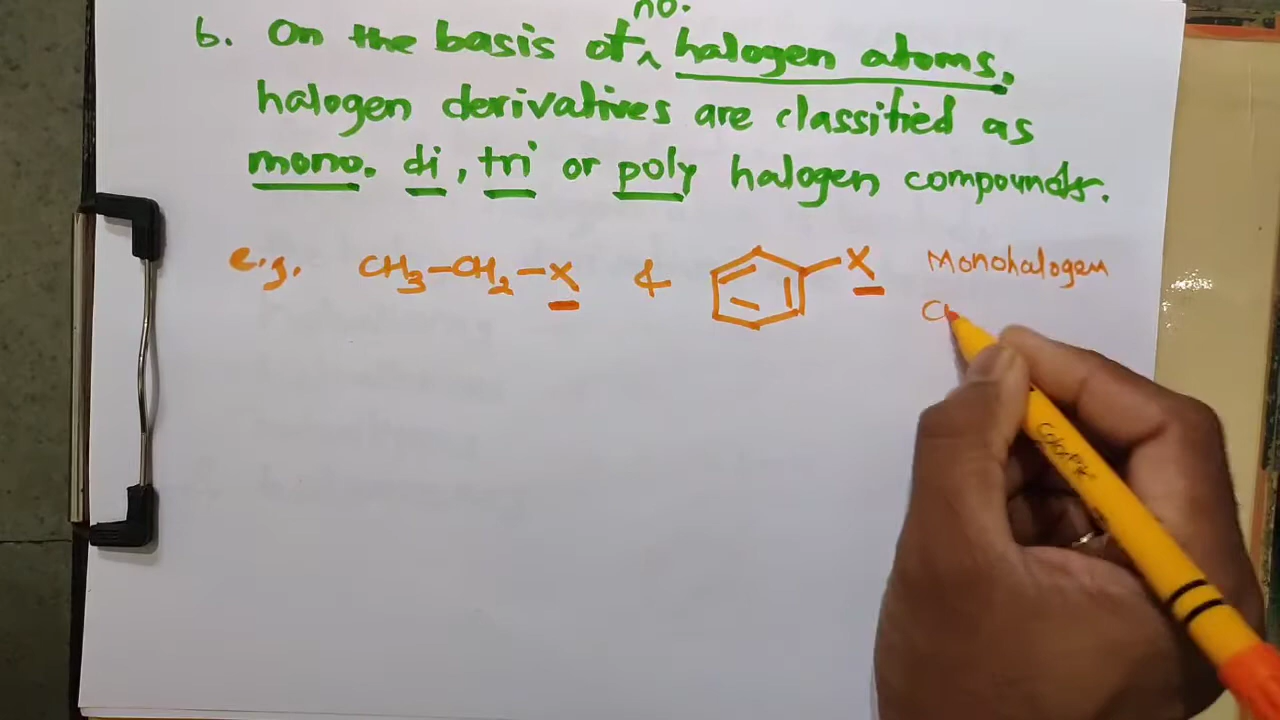 no.
b. On the basis of ^ halogen atoms,
halogen derivatives are classified as
mono. di, tri or poly halogen compounds.
e.g. CH₃-CH₂-X & X Monohalogen